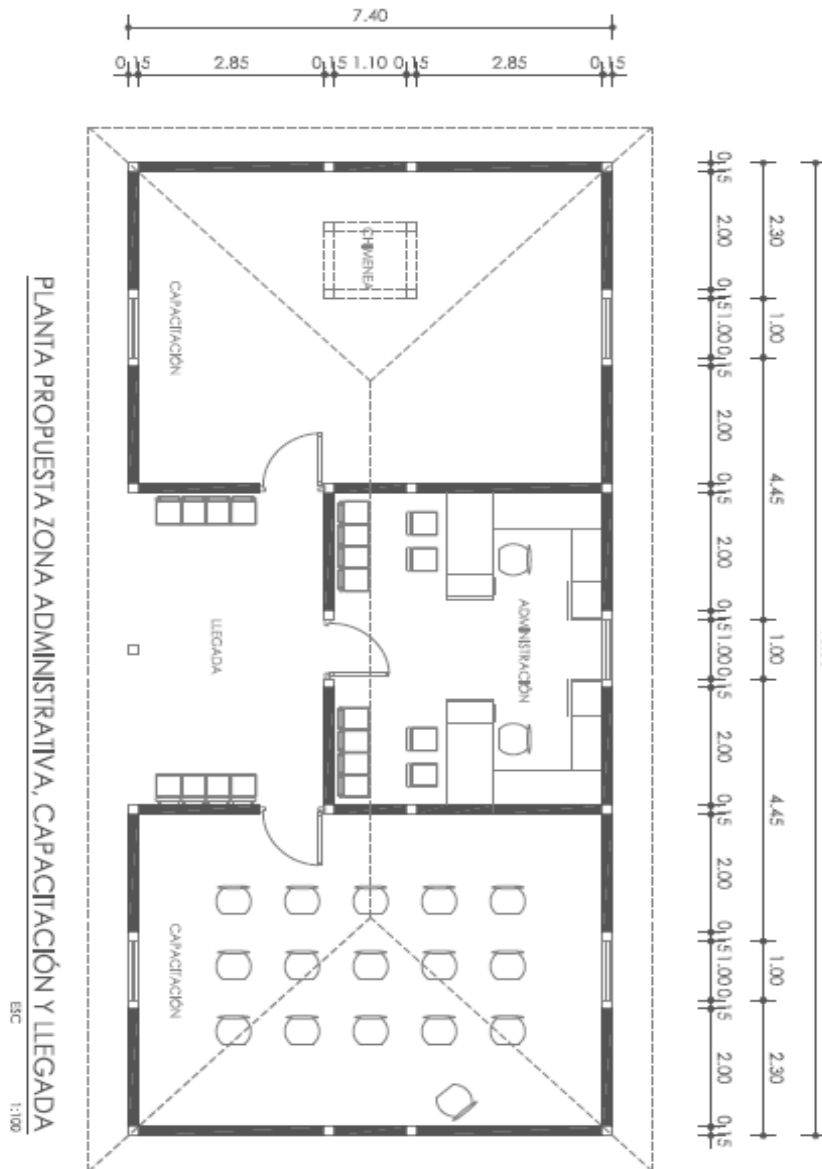 7.40
0.15 2.85 0.15 1.10 0.15 2.85 0.15
2.30 1.00 4.45 1.00 4.45 1.00 2.30
0.15 2.00 0.15 1.00 0.15 2.00 0.15 2.00 0.15 1.00 0.15 2.00 0.15 2.00 0.15 1.00 0.15 2.00 0.15
CHIMENEA
CAPACITACIÓN
ADMINISTRACIÓN
LLEGADA
CAPACITACIÓN
PLANTA PROPUESTA ZONA ADMINISTRATIVA, CAPACITACIÓN Y LLEGADA
ESC 1:100